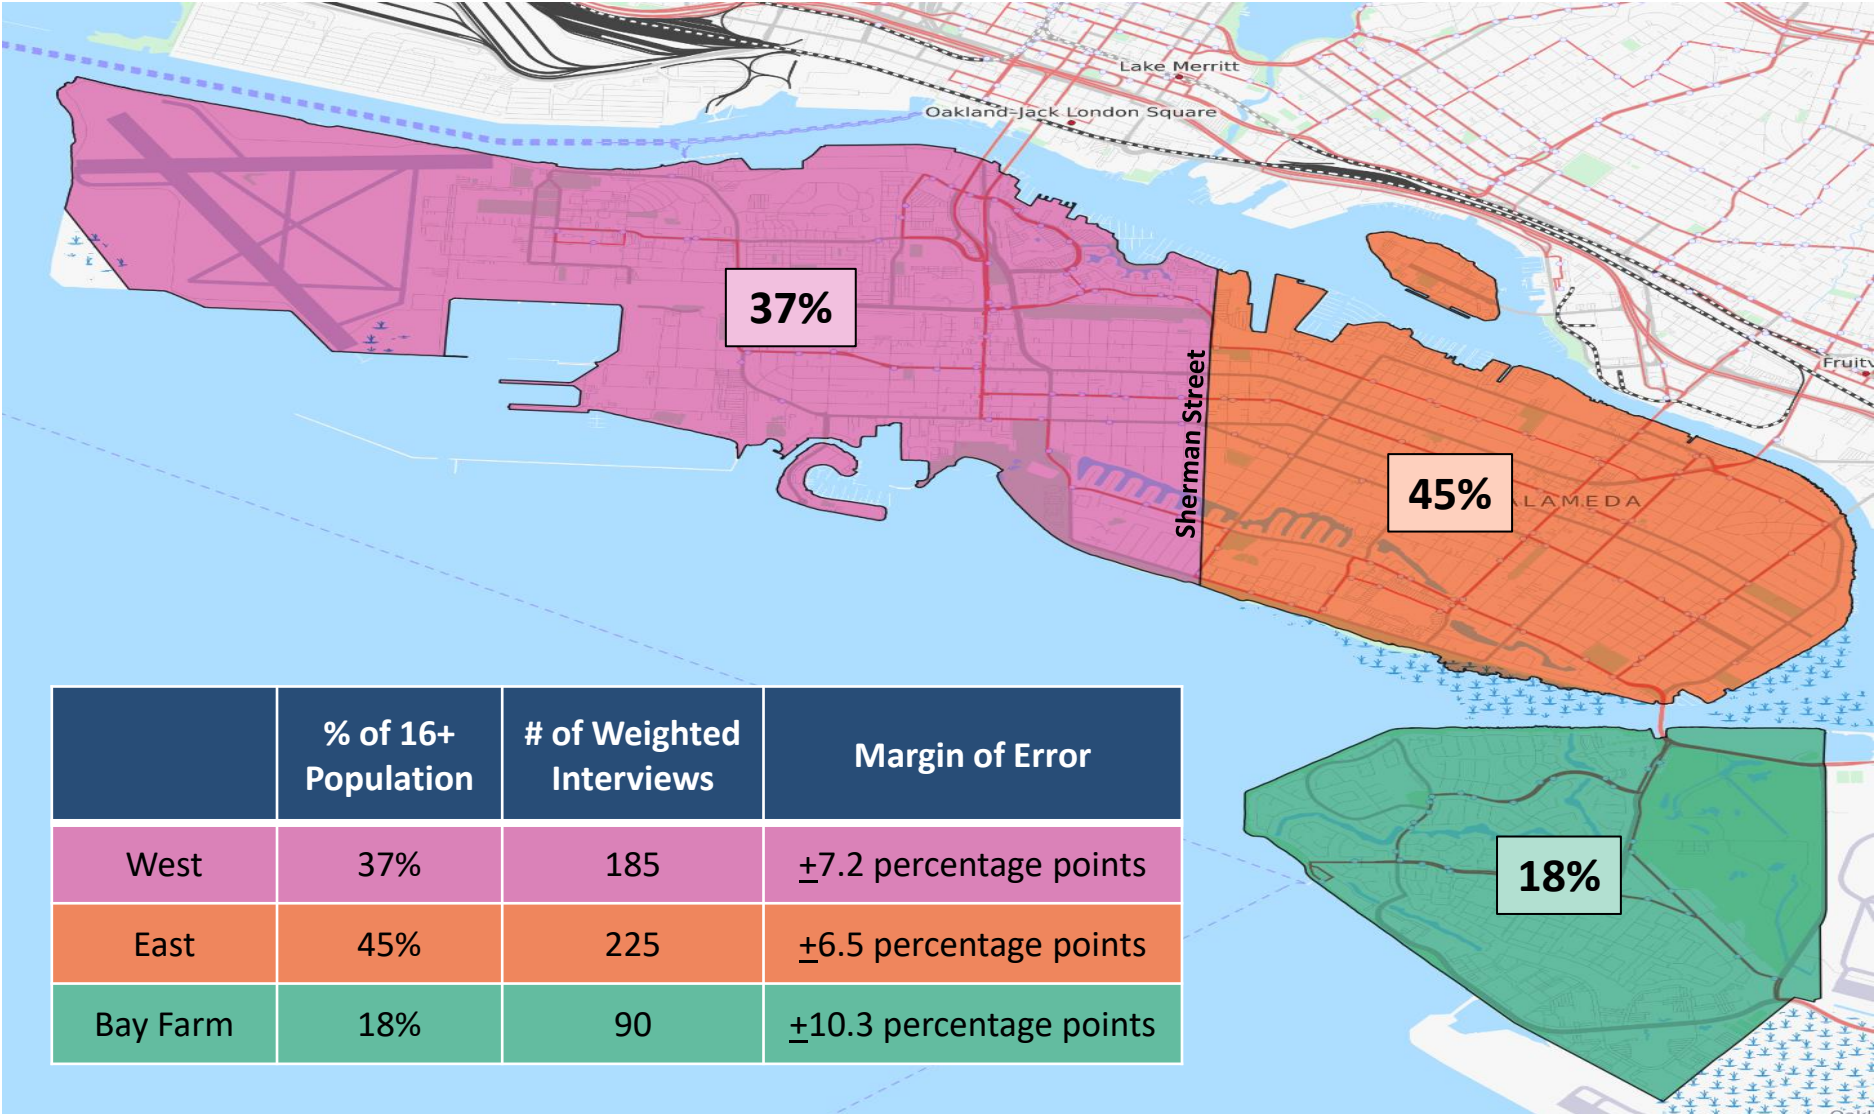 Lake Merritt
Oakland-Jack London Square
37%
Fruitv
Sherman Street
45%
ALAMEDA
% of 16+ Population
# of Weighted Interviews
Margin of Error
West 37% 185 ±7.2 percentage points
East 45% 225 ±6.5 percentage points
Bay Farm 18% 90 ±10.3 percentage points
18%